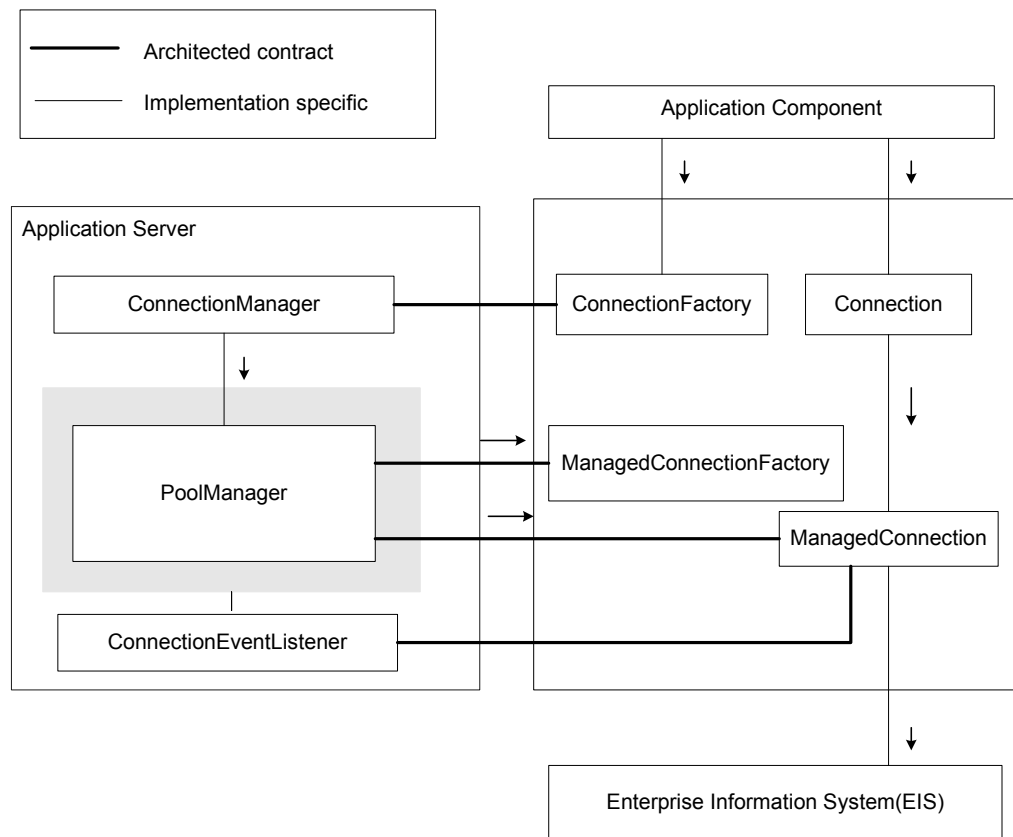 Architected contract
Implementation specific
Application Component
Application Server
ConnectionManager
ConnectionFactory
Connection
PoolManager
ManagedConnectionFactory
ManagedConnection
ConnectionEventListener
Enterprise Information System(EIS)